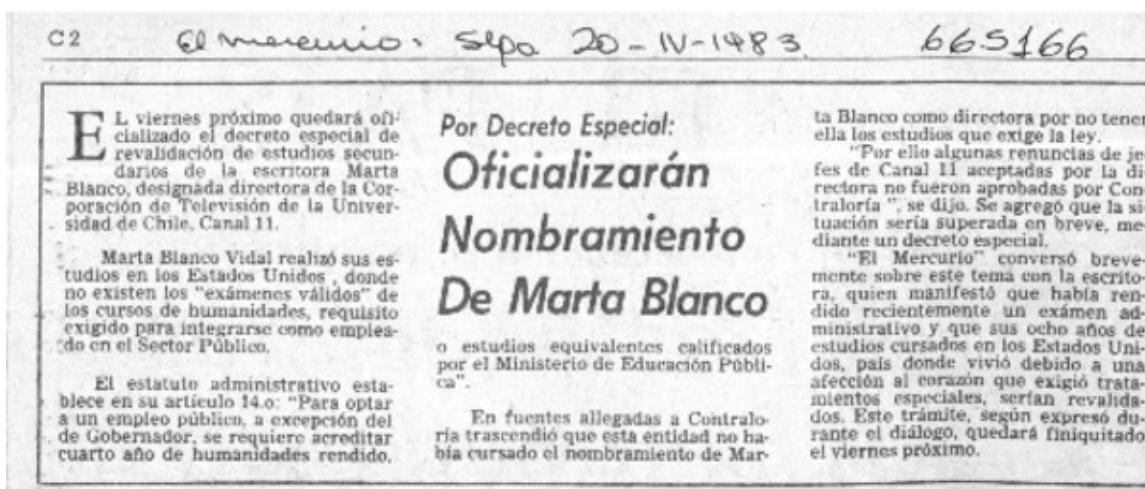 C2 El mercurio. Stgo 20-IV-1983. 665166
EL viernes próximo quedará ofi-
cializado el decreto especial de
revalidación de estudios secun-
darios de la escritora Marta
Blanco, designada directora de la Cor-
poración de Televisión de la Univer-
sidad de Chile, Canal 11.
Marta Blanco Vidal realizó sus es-
tudios en los Estados Unidos , donde
no existen los "exámenes válidos" de
los cursos de humanidades, requisito
exigido para integrarse como emplea-
do en el Sector Público.
El estatuto administrativo esta-
blece en su artículo 14.o: "Para optar
a un empleo público, a excepción del
de Gobernador, se requiere acreditar
cuarto año de humanidades rendido,
Por Decreto Especial:
Oficializarán
Nombramiento
De Marta Blanco
o estudios equivalentes calificados
por el Ministerio de Educación Públi-
ca".
En fuentes allegadas a Contralo-
ría trascendió que esta entidad no ha-
bía cursado el nombramiento de Mar-
ta Blanco como directora por no tener
ella los estudios que exige la ley.
"Por ello algunas renuncias de je-
fes de Canal 11 aceptadas por la di-
rectora no fueron aprobadas por Con-
traloría ", se dijo. Se agregó que la si-
tuación sería superada en breve, me-
diante un decreto especial.
"El Mercurio" conversó breve-
mente sobre este tema con la escrito-
ra, quien manifestó que había ren-
dido recientemente un exámen ad-
ministrativo y que sus ocho años de
estudios cursados en los Estados Uni-
dos, país donde vivió debido a una
afección al corazón que exigió trata-
mientos especiales, serían revalida-
dos. Este trámite, según expresó du-
rante el diálogo, quedará finiquitado
el viernes próximo.